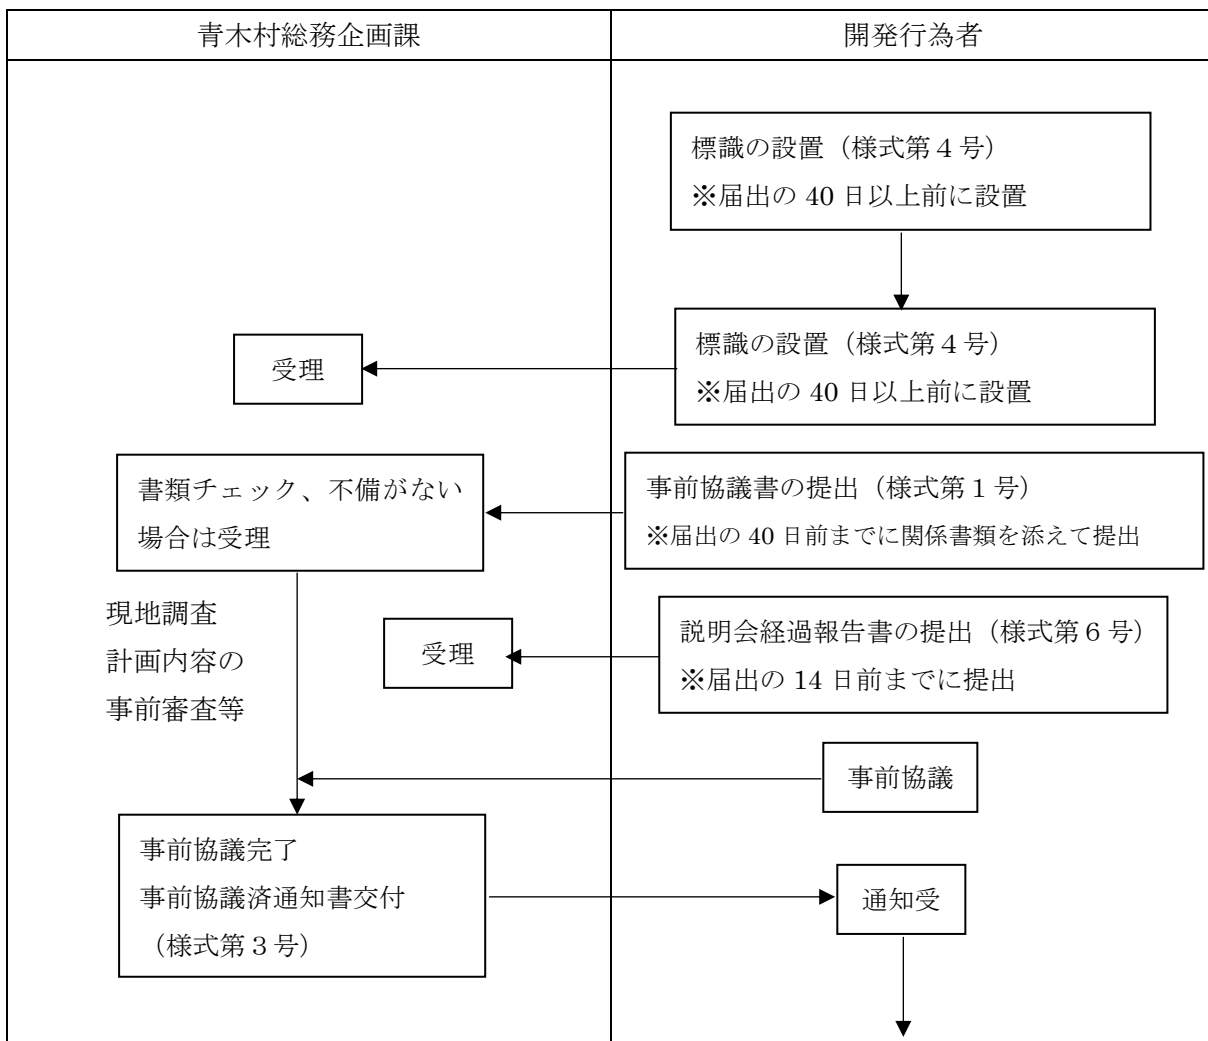 青木村総務企画課
開発行為者
標識の設置（様式第４号）
※届出の 40 日以上前に設置
標識の設置（様式第４号）
※届出の 40 日以上前に設置
受理
事前協議書の提出（様式第１号）
※届出の 40 日前までに関係書類を添えて提出
書類チェック、不備がない
場合は受理
現地調査
計画内容の
事前審査等
説明会経過報告書の提出（様式第６号）
※届出の 14 日前までに提出
受理
事前協議
事前協議完了
事前協議済通知書交付
（様式第３号）
通知受